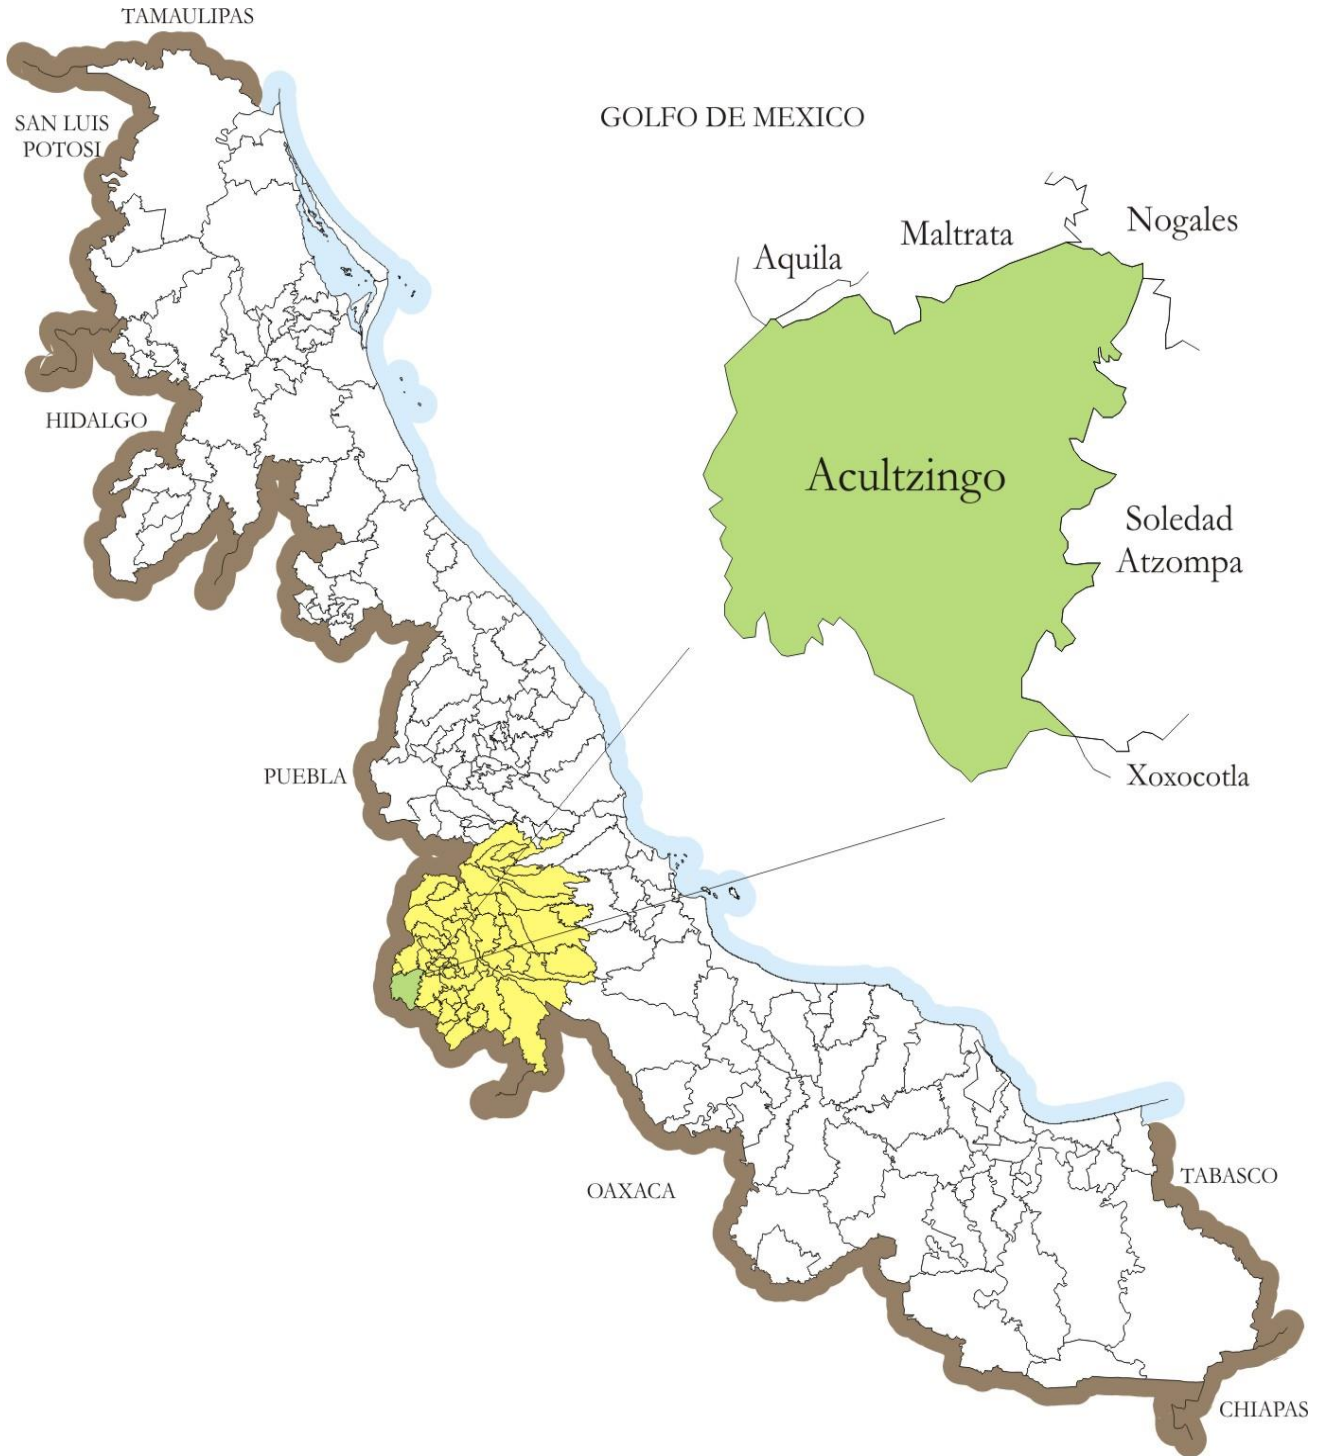 TAMAULIPAS
SAN LUIS
POTOSI
GOLFO DE MEXICO
Nogales
Maltrata
Aquila
HIDALGO
Acultzingo
Soledad
Atzompa
PUEBLA
Xoxocotla
OAXACA
TABASCO
CHIAPAS